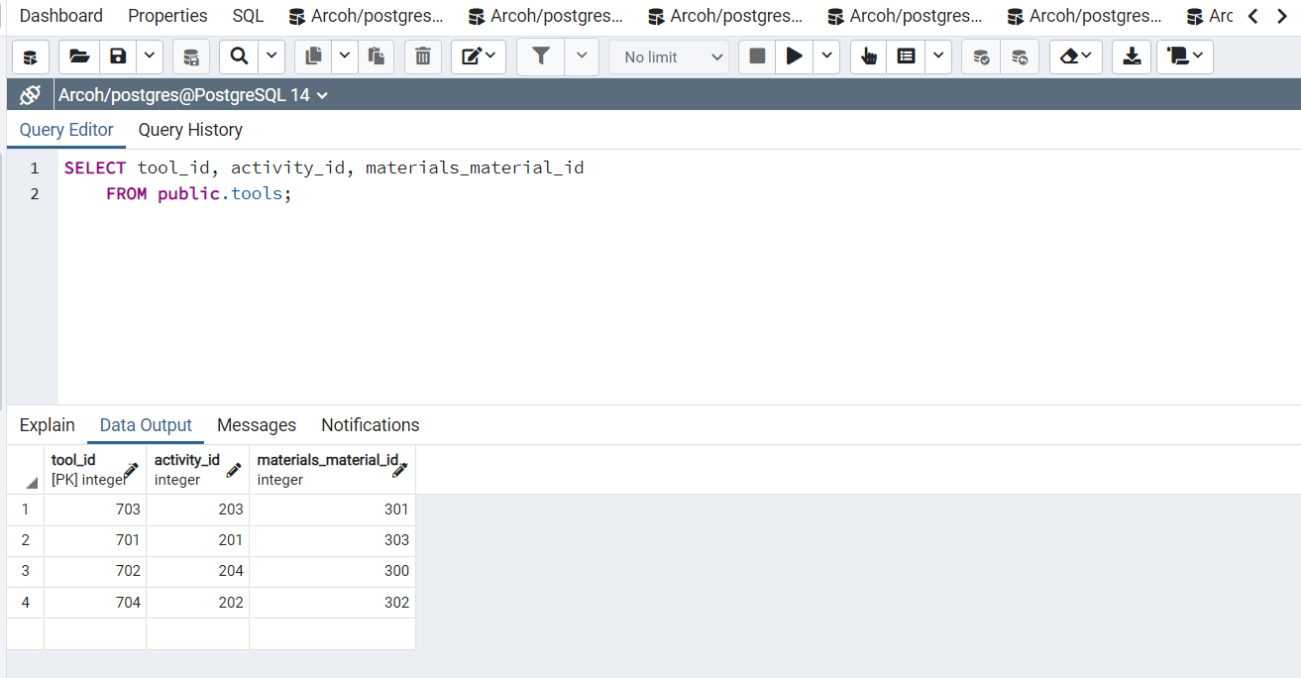 Dashboard Properties SQL Arcoh/postgres... Arcoh/postgres... Arcoh/postgres... Arcoh/postgres... Arcoh/postgres... Arc
No limit
Arcoh/postgres@PostgreSQL 14
Query Editor Query History
1 SELECT tool_id, activity_id, materials_material_id
2 FROM public.tools;
Explain Data Output Messages Notifications
tool_id activity_id materials_material_id
[PK] integer integer integer
1 703 203 301
2 701 201 303
3 702 204 300
4 704 202 302